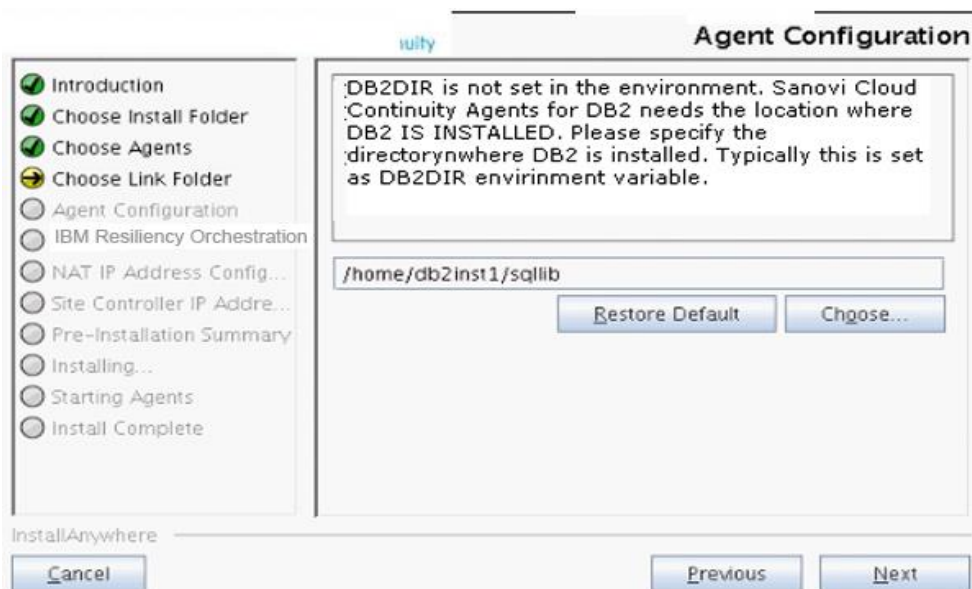 Agent Configuration
Introduction
Choose Install Folder
Choose Agents
Choose Link Folder
Agent Configuration
IBM Resiliency Orchestration
NAT IP Address Config...
Site Controller IP Addre...
Pre-Installation Summary
Installing...
Starting Agents
Install Complete
DB2DIR is not set in the environment. Sanovi Cloud
Continuity Agents for DB2 needs the location where
DB2 IS INSTALLED. Please specify the
directorynwhere DB2 is installed. Typically this is set
as DB2DIR envirinment variable.
/home/db2inst1/sqllib
Restore Default
Choose...
InstallAnywhere
Cancel
Previous
Next